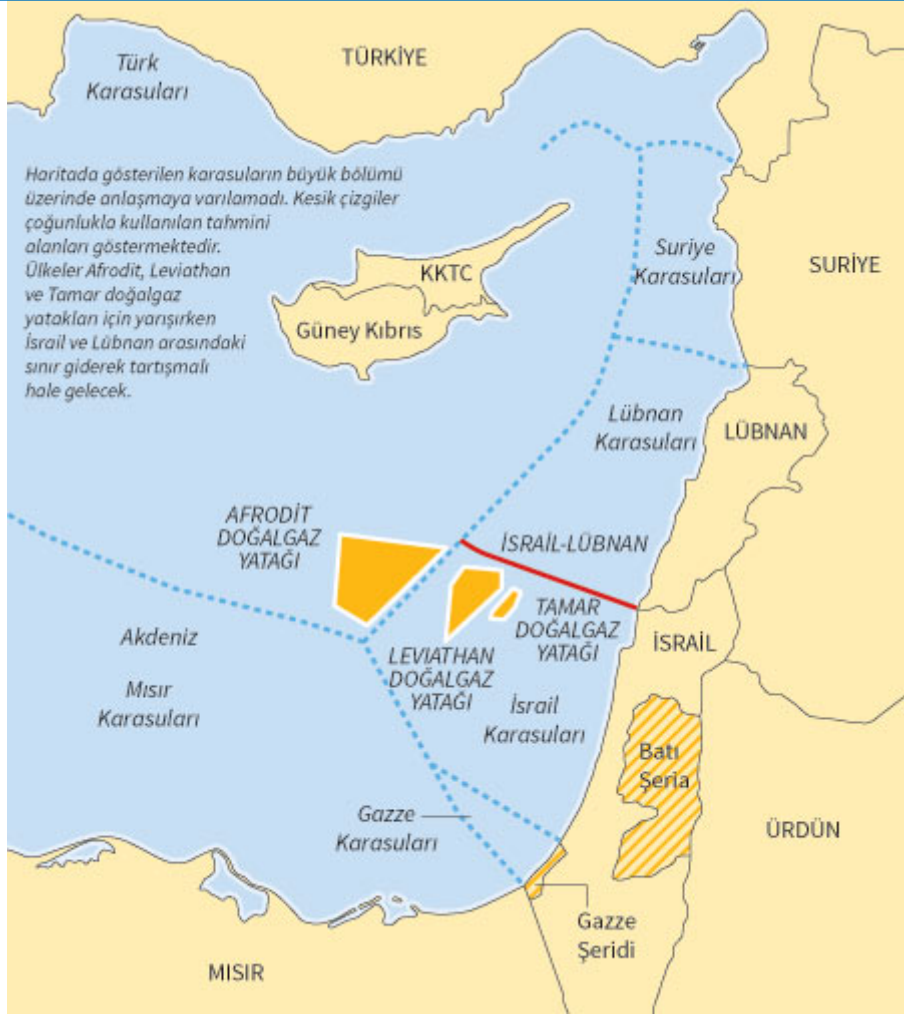 Türk
Karasuları
TÜRKİYE
Haritada gösterilen karasuların büyük bölümü
üzerinde anlaşmaya varılamadı. Kesik çizgiler
çoğunlukla kullanılan tahmini
alanları göstermektedir.
Ülkeler Afrodit, Leviathan
ve Tamar doğalgaz
yatakları için yarışırken
İsrail ve Lübnan arasındaki
sınır giderek tartışmalı
hale gelecek.
KKTC
Güney Kıbrıs
Suriye
Karasuları
SURİYE
Lübnan
Karasuları
LÜBNAN
AFRODİT
DOĞALGAZ
YATAĞI
İSRAİL-LÜBNAN
TAMAR
DOĞALGAZ
YATAĞI
LEVIATHAN
DOĞALGAZ
YATAĞI
İSRAİL
Akdeniz
Mısır
Karasuları
İsrail
Karasuları
Batı
Şeria
Gazze
Karasuları
ÜRDÜN
Gazze
Şeridi
MISIR